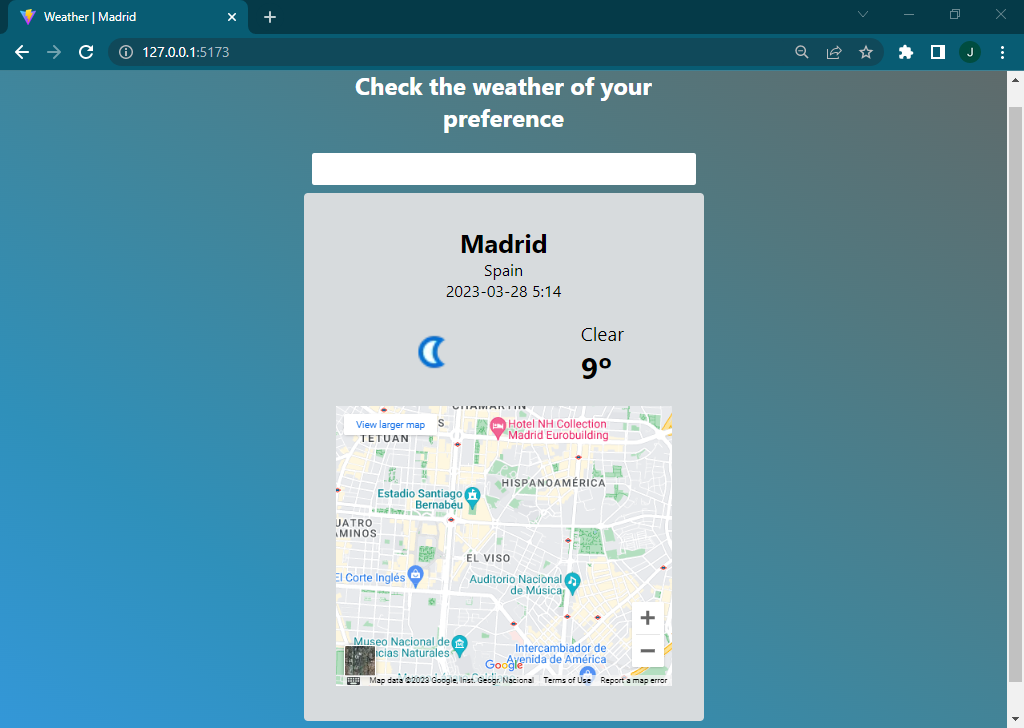 Weather | Madrid
127.0.0.1:5173
J
Check the weather of your
preference
Madrid
Spain
2023-03-28 5:14
Clear
9º
CHAMARTÍN
View larger map
S
TETUÁN
Hotel NH Collection
Madrid Eurobuilding
HISPANOAMÉRICA
Estadio Santiago
Bernabéu
UATRO
AMINOS
EL VISO
El Corte Inglés
Auditorio Nacional
de Música
Museo Nacional de
ncias Naturales
Intercambiador de
Avenida de América
Google
Map data ©2023 Google, Inst. Geogr. Nacional
Terms of Use
Report a map error